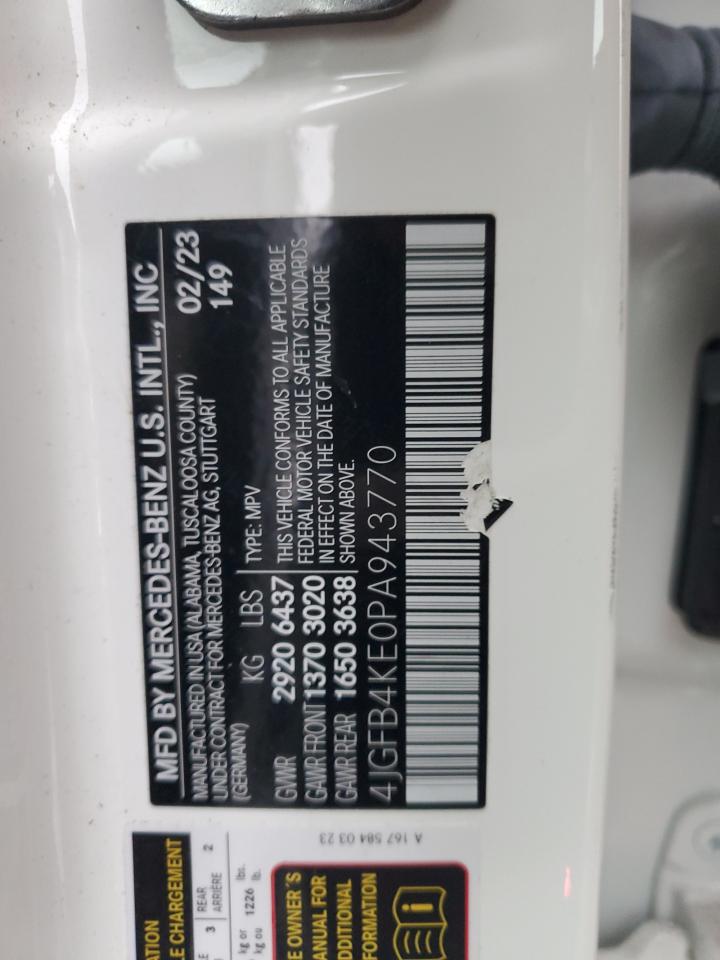 MFD BY MERCEDES-BENZ U.S. INTL., INC
MANUFACTURED IN USA (ALABAMA, TUSCALOOSA COUNTY)
UNDER CONTRACT FOR MERCEDES-BENZ AG, STUTTGART
(GERMANY)
02/23
149
KG LBS
GVWR 2920 6437
GAWR FRONT 1370 3020
GAWR REAR 1650 3638
TYPE: MPV
THIS VEHICLE CONFORMS TO ALL APPLICABLE
FEDERAL MOTOR VEHICLE SAFETY STANDARDS
IN EFFECT ON THE DATE OF MANUFACTURE
SHOWN ABOVE.
4JGFB4KE0PA943770
A 167 584 03 23
ATION
E CHARGEMENT
3 REAR 2
ARRIÈRE
kg or 1226 lbs.
kg ou lb.
E OWNER'S
ANUAL FOR
DDITIONAL
FORMATION
i